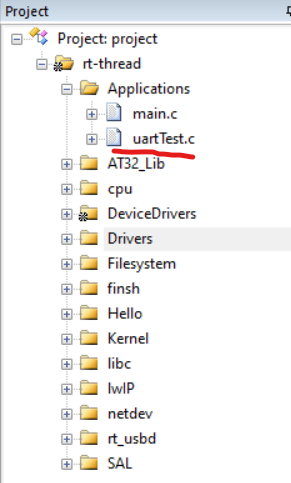 Project
Project: project
rt-thread
Applications
main.c
uartTest.c
AT32_Lib
cpu
DeviceDrivers
Drivers
Filesystem
finsh
Hello
Kernel
libc
lwIP
netdev
rt_usbd
SAL